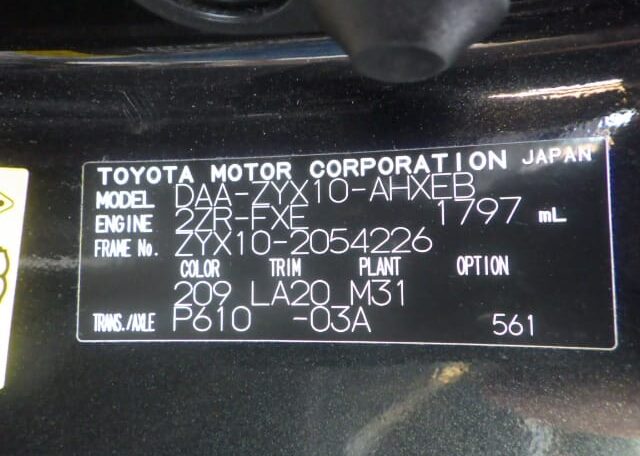 TOYOTA MOTOR CORPORATION JAPAN
MODEL DAA-ZYX10-AHXEB
ENGINE 2ZR-FXE 1797 mL
FRAME No. ZYX10-2054226
COLOR TRIM PLANT OPTION
209 LA20 M31
TRANS./AXLE P610 -03A 561